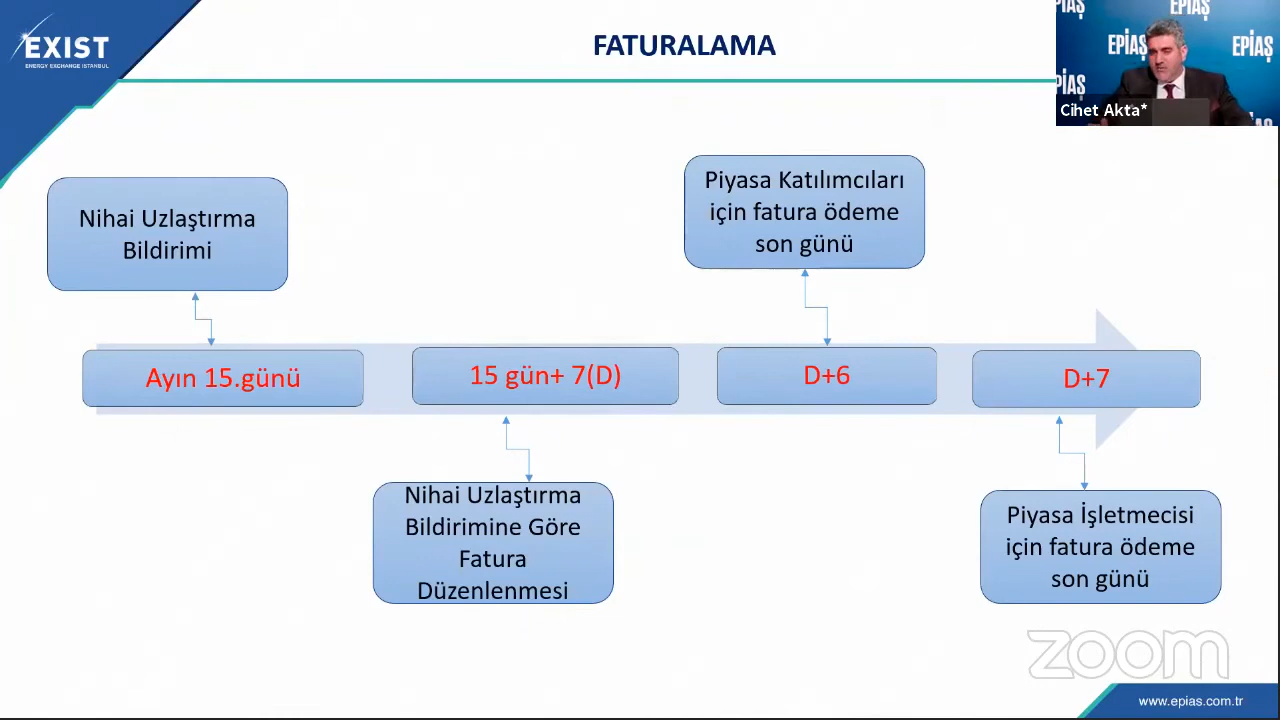 EXIST
ENERGY EXCHANGE ISTANBUL
FATURALAMA
EPİAŞ
EPİAŞ
EPİAŞ
Cihet Akta*
Nihai Uzlaştırma
Bildirimi
Piyasa Katılımcıları
için fatura ödeme
son günü
Ayın 15.günü
15 gün+ 7(D)
D+6
D+7
Nihai Uzlaştırma
Bildirimine Göre
Fatura
Düzenlenmesi
Piyasa İşletmecisi
için fatura ödeme
son günü
zoom
www.epias.com.tr